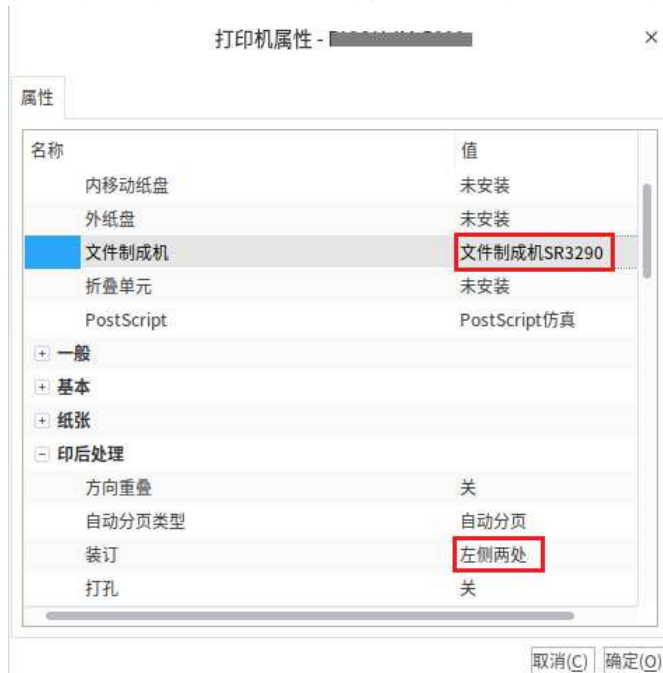 打印机属性 -
×
属性
名称 值
内移动纸盘 未安装
外纸盘 未安装
文件制成机 文件制成机SR3290
折叠单元 未安装
PostScript PostScript仿真
+ 一般
+ 基本
+ 纸张
- 印后处理
方向重叠 关
自动分页类型 自动分页
装订 左侧两处
打孔 关
取消(C) 确定(O)